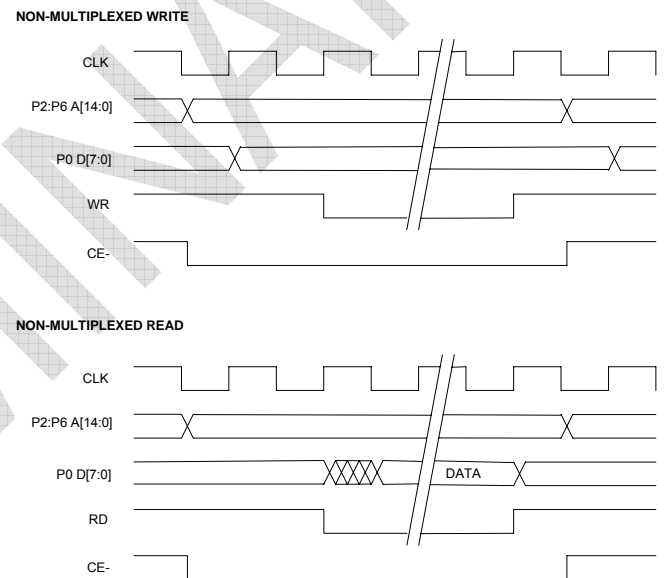 NON-MULTIPLEXED WRITE
CLK
P2:P6 A[14:0]
P0 D[7:0]
WR
CE-
NON-MULTIPLEXED READ
CLK
P2:P6 A[14:0]
P0 D[7:0]
DATA
RD
CE-